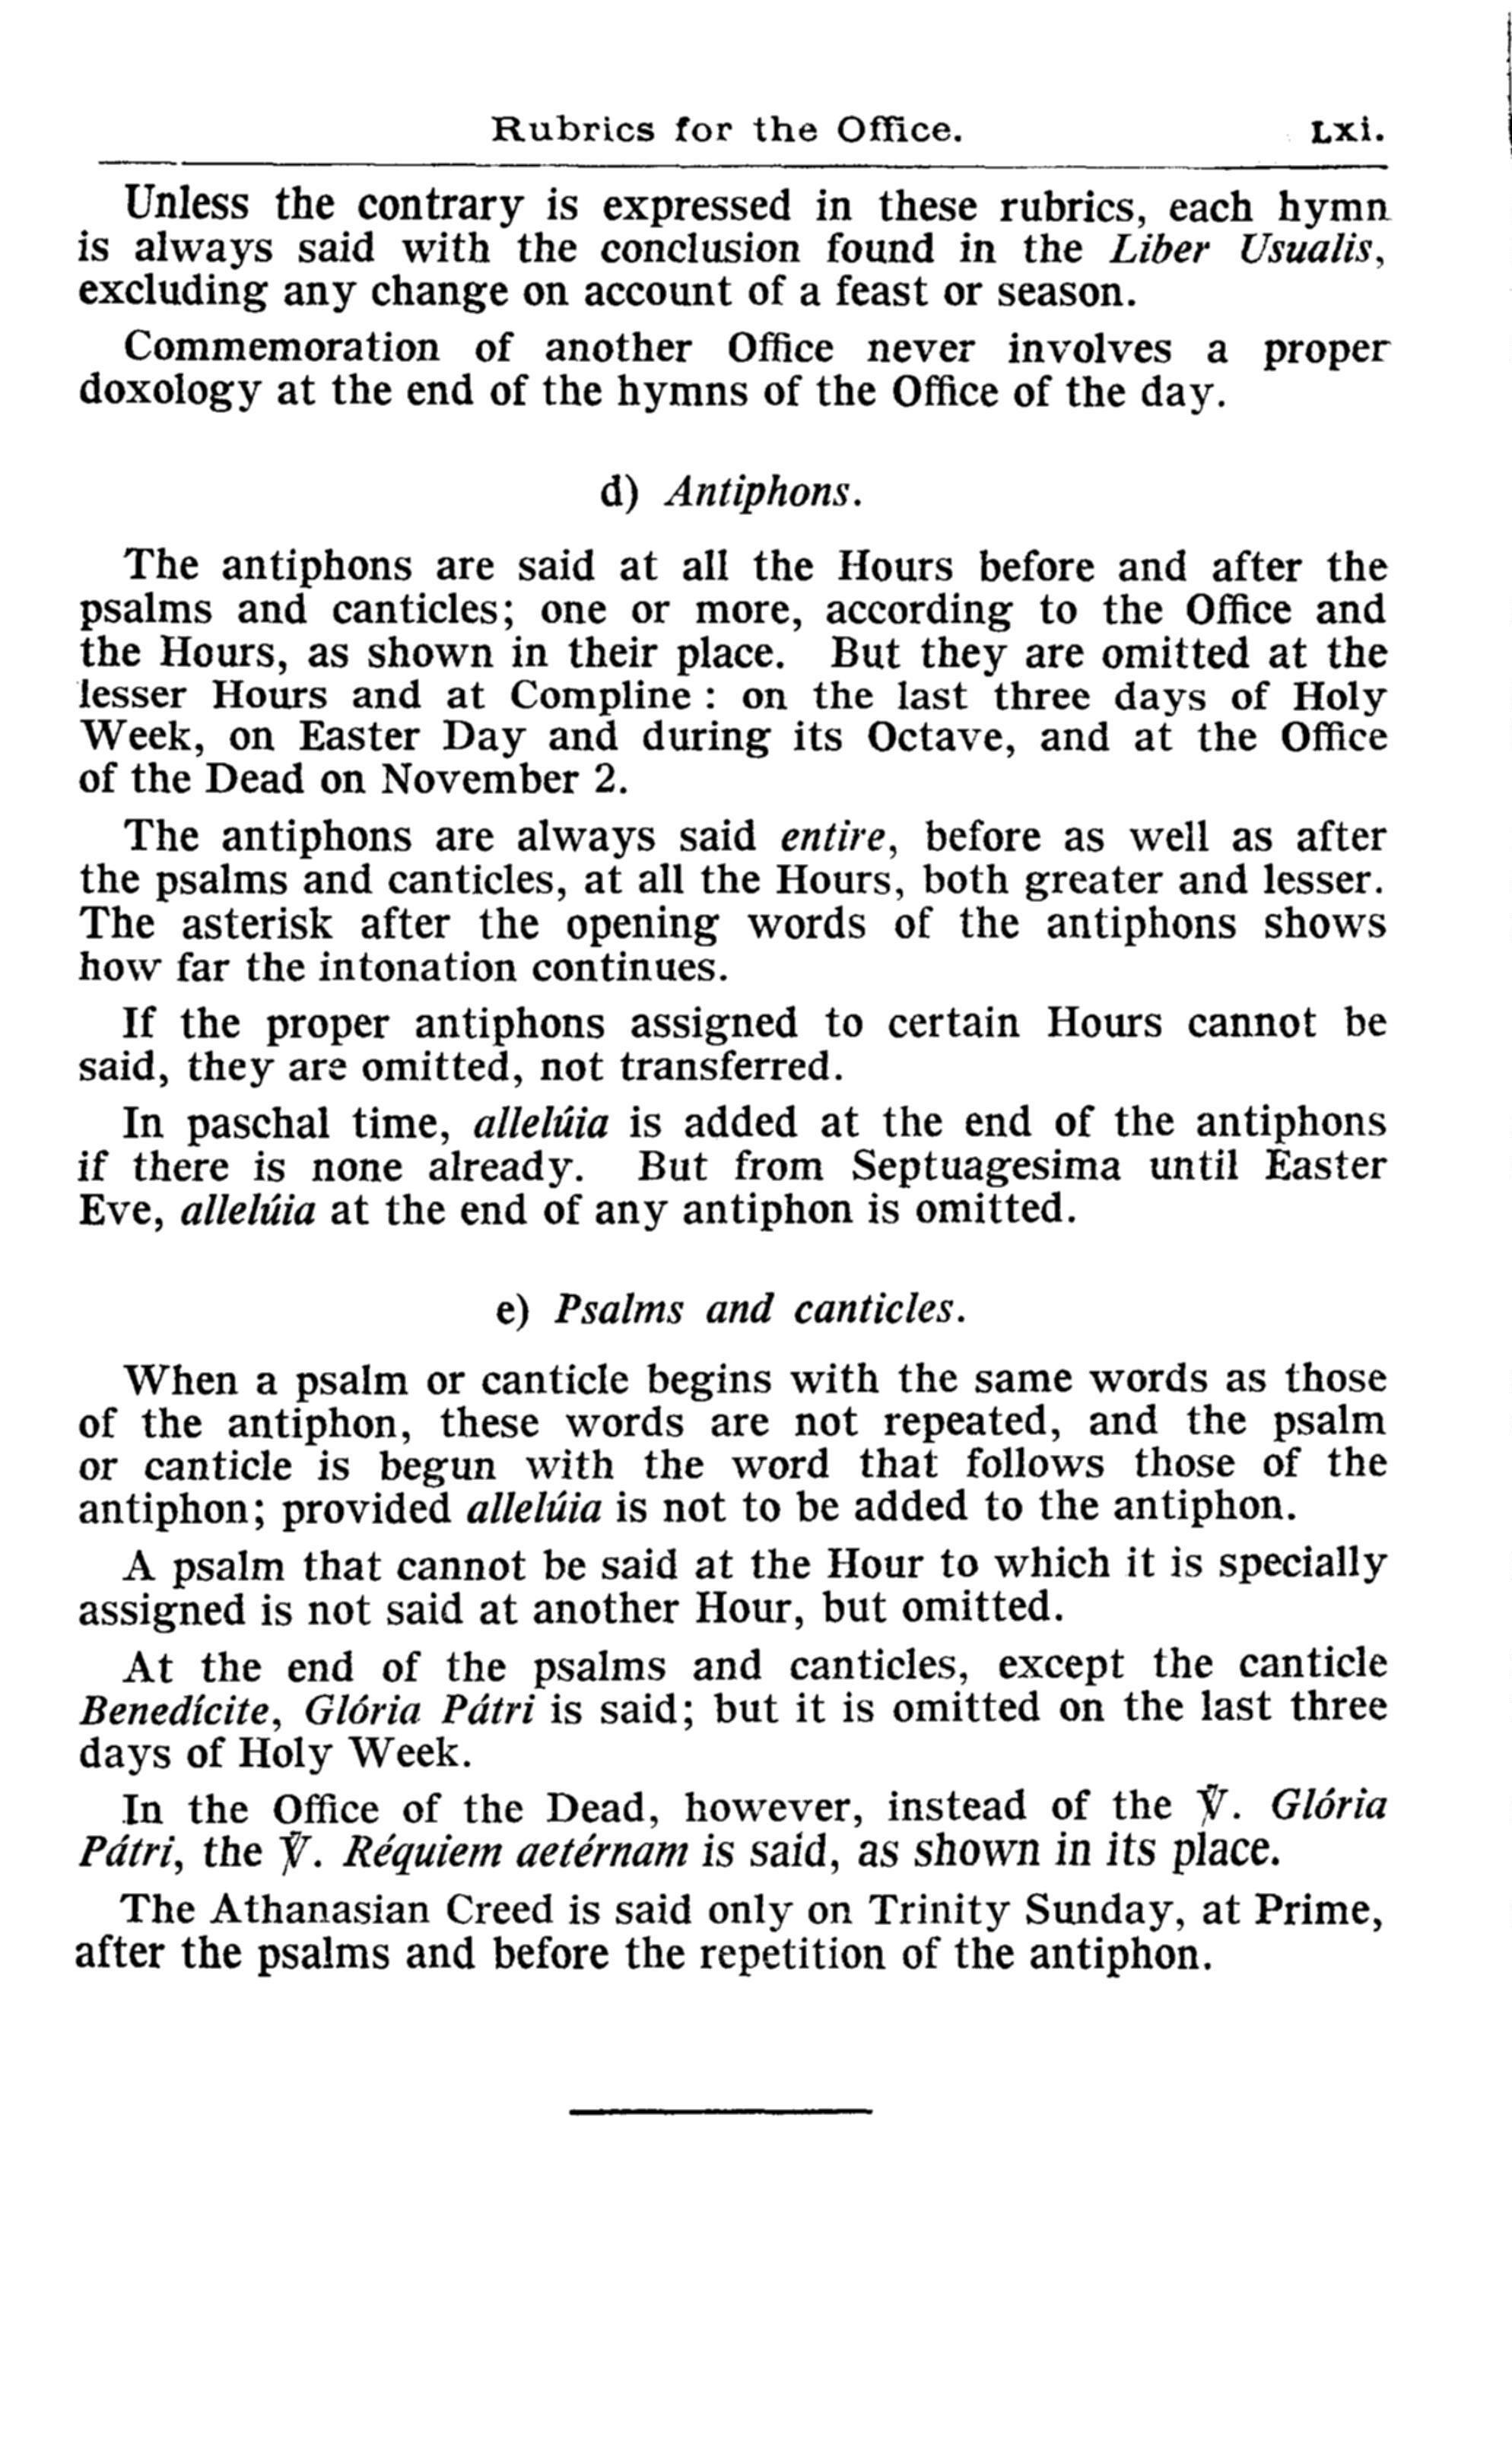 Rubrics for the Office. Lxi.
Unless the contrary is expressed in these rubrics, each hymn
is always said with the conclusion found in the Liber Usualis,
excluding any change on account of a feast or season.
Commemoration of another Office never involves a proper
doxology at the end of the hymns of the Office of the day.
d) Antiphons.
The antiphons are said at all the Hours before and after the
psalms and canticles; one or more, according to the Office and
the Hours, as shown in their place. But they are omitted at the
lesser Hours and at Compline : on the last three days of Holy
Week, on Easter Day and during its Octave, and at the Office
of the Dead on November 2.
The antiphons are always said entire, before as well as after
the psalms and canticles, at all the Hours, both greater and lesser.
The asterisk after the opening words of the antiphons shows
how far the intonation continues.
If the proper antiphons assigned to certain Hours cannot be
said, they are omitted, not transferred.
In paschal time, allelúia is added at the end of the antiphons
if there is none already. But from Septuagesima until Easter
Eve, allelúia at the end of any antiphon is omitted.
e) Psalms and canticles.
When a psalm or canticle begins with the same words as those
of the antiphon, these words are not repeated, and the psalm
or canticle is begun with the word that follows those of the
antiphon; provided allelúia is not to be added to the antiphon.
A psalm that cannot be said at the Hour to which it is specially
assigned is not said at another Hour, but omitted.
At the end of the psalms and canticles, except the canticle
Benedícite, Glória Pátri is said; but it is omitted on the last three
days of Holy Week.
In the Office of the Dead, however, instead of the ℣. Glória
Pátri, the ℣. Réquiem aetérnam is said, as shown in its place.
The Athanasian Creed is said only on Trinity Sunday, at Prime,
after the psalms and before the repetition of the antiphon.